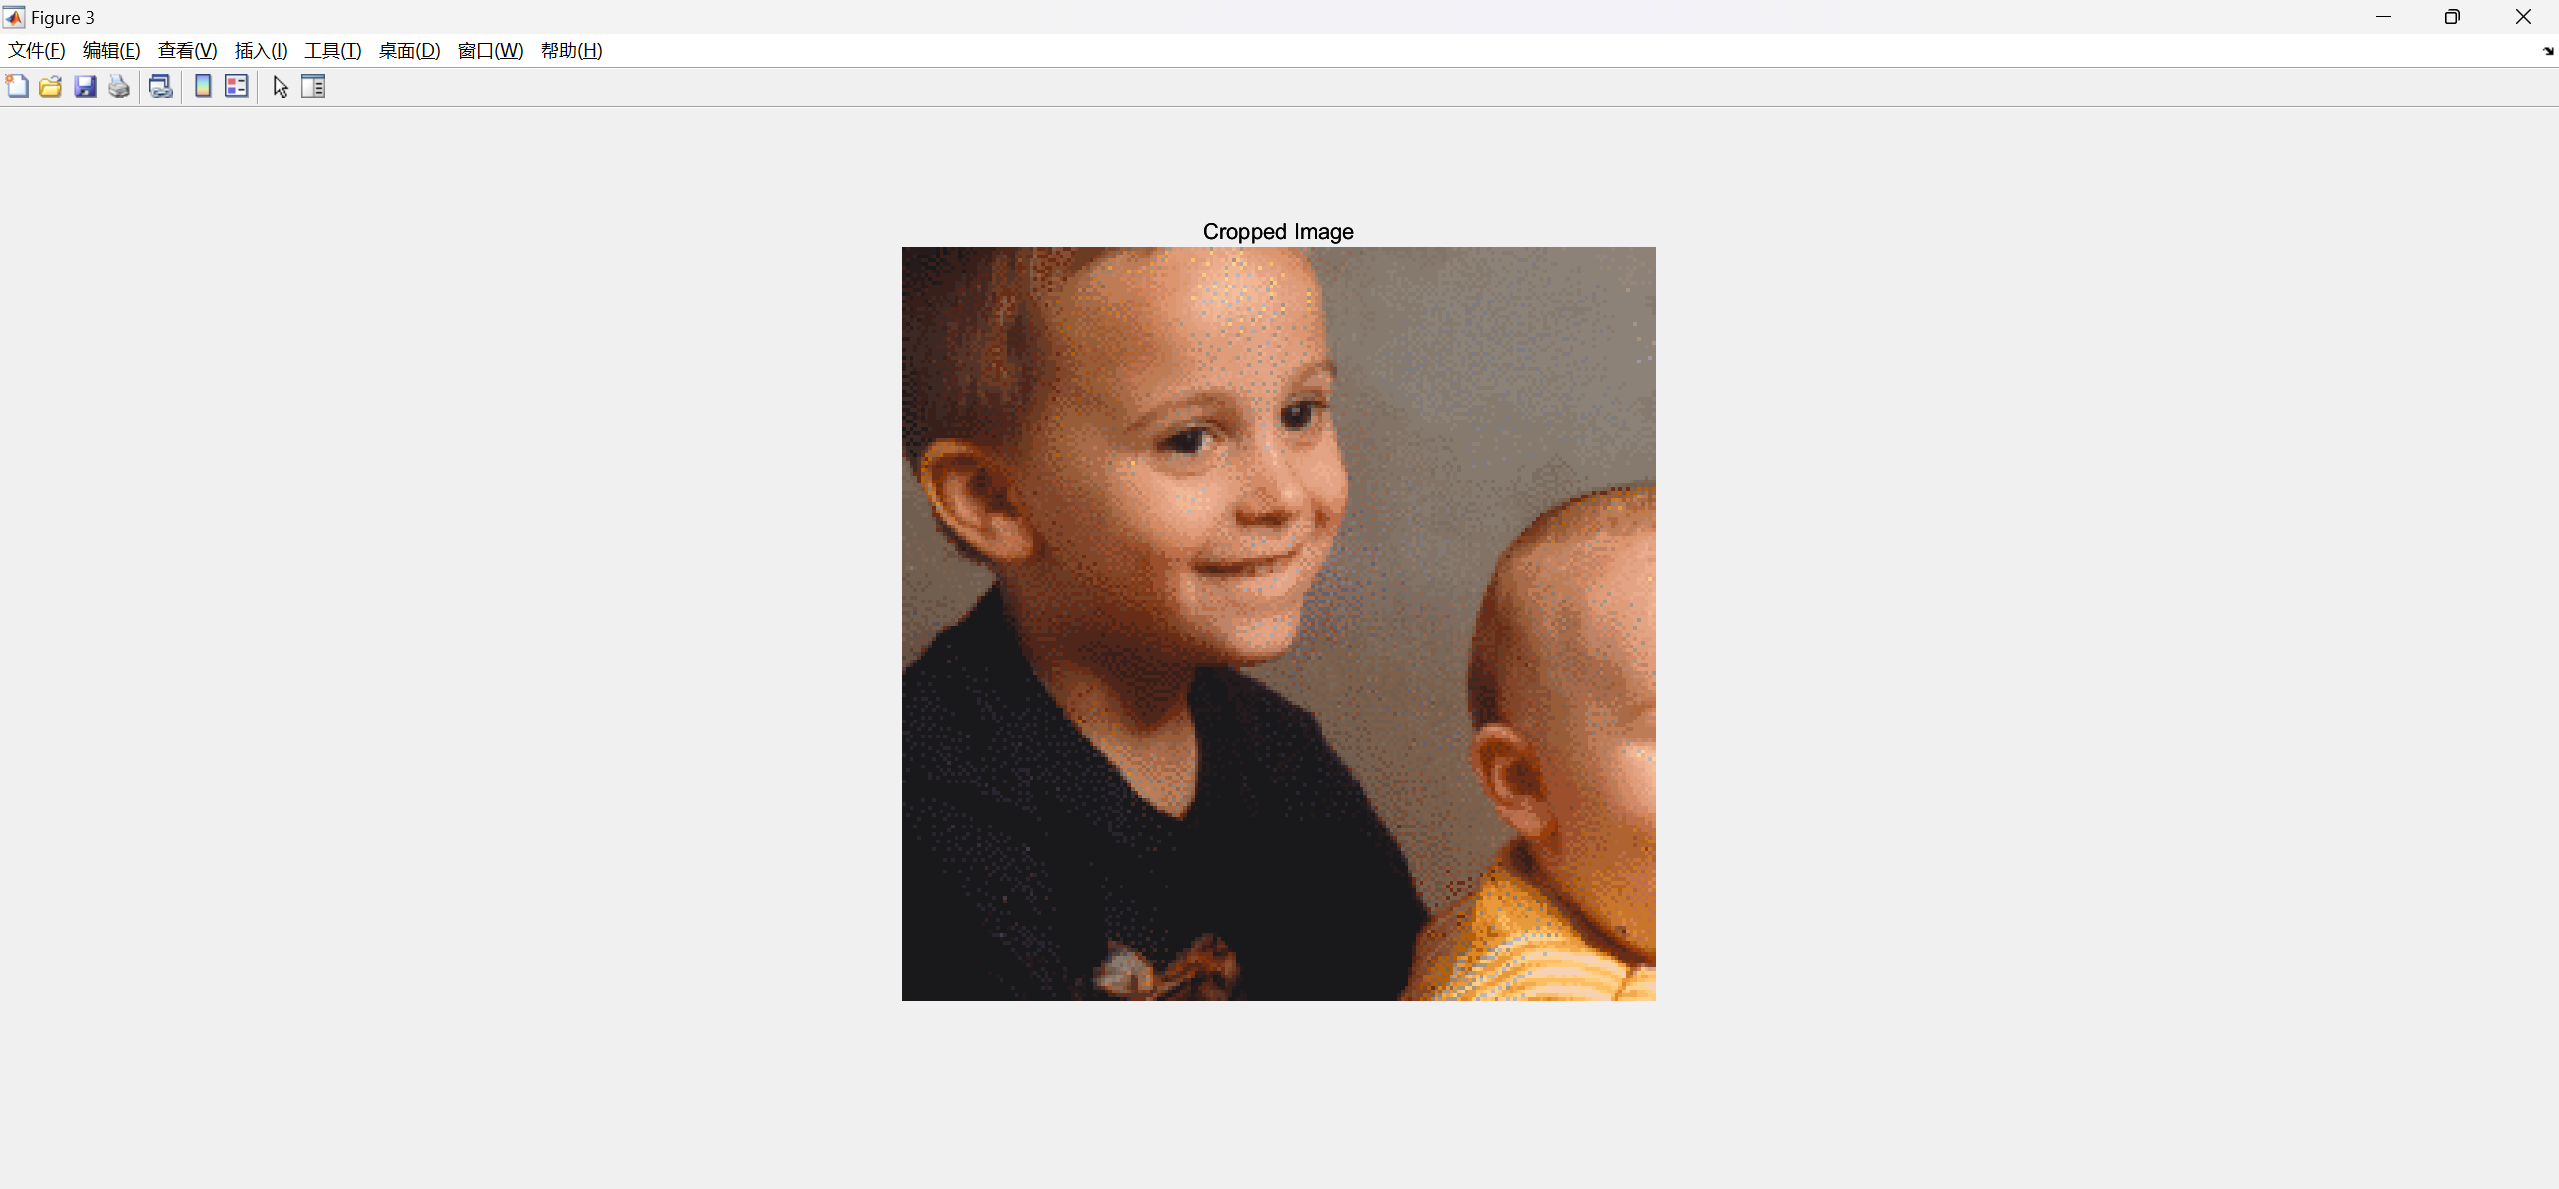 Figure 3
文件(F) 编辑(E) 查看(V) 插入(I) 工具(T) 桌面(D) 窗口(W) 帮助(H)
Cropped Image